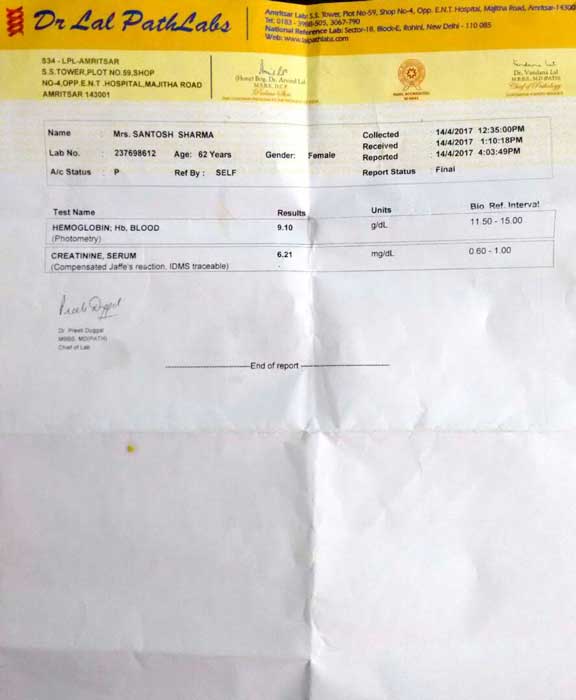 Dr Lal PathLabs
Amritsar Lab: S.S. Tower, Plot No-59, Shop No-4, Opp. E.N.T. Hospital, Majitha Road, Amritsar-14300
Tel: 0183 - 3988-505, 3067-790
National Reference Lab: Sector-18, Block-E, Rohini, New Delhi - 110 085
Web: www.lalpathlabs.com
S34 - LPL-AMRITSAR
S.S.TOWER,PLOT NO.59,SHOP
NO-4,OPP.E.N.T .HOSPITAL,MAJITHA ROAD
AMRITSAR 143001
(Hony) Brig. Dr. Arvind Lal
M.B.B.S., D.C.P.
Dr. Vandana Lal
M.B.B.S., M.D (PATH)
Chief of Pathology
Name : Mrs. SANTOSH SHARMA
Lab No. : 237698612 Age: 62 Years Gender: Female
A/c Status : P Ref By : SELF
Collected : 14/4/2017 12:35:00PM
Received : 14/4/2017 1:10:18PM
Reported : 14/4/2017 4:03:49PM
Report Status : Final
Test Name Results Units Bio. Ref. Interval
HEMOGLOBIN; Hb, BLOOD 9.10 g/dL 11.50 - 15.00
(Photometry)
CREATININE, SERUM 6.21 mg/dL 0.60 - 1.00
(Compensated Jaffe's reaction, IDMS traceable)
Preeti Duggal
Dr Preeti Duggal
MBBS, MD(PATH)
Chief of Lab
End of report